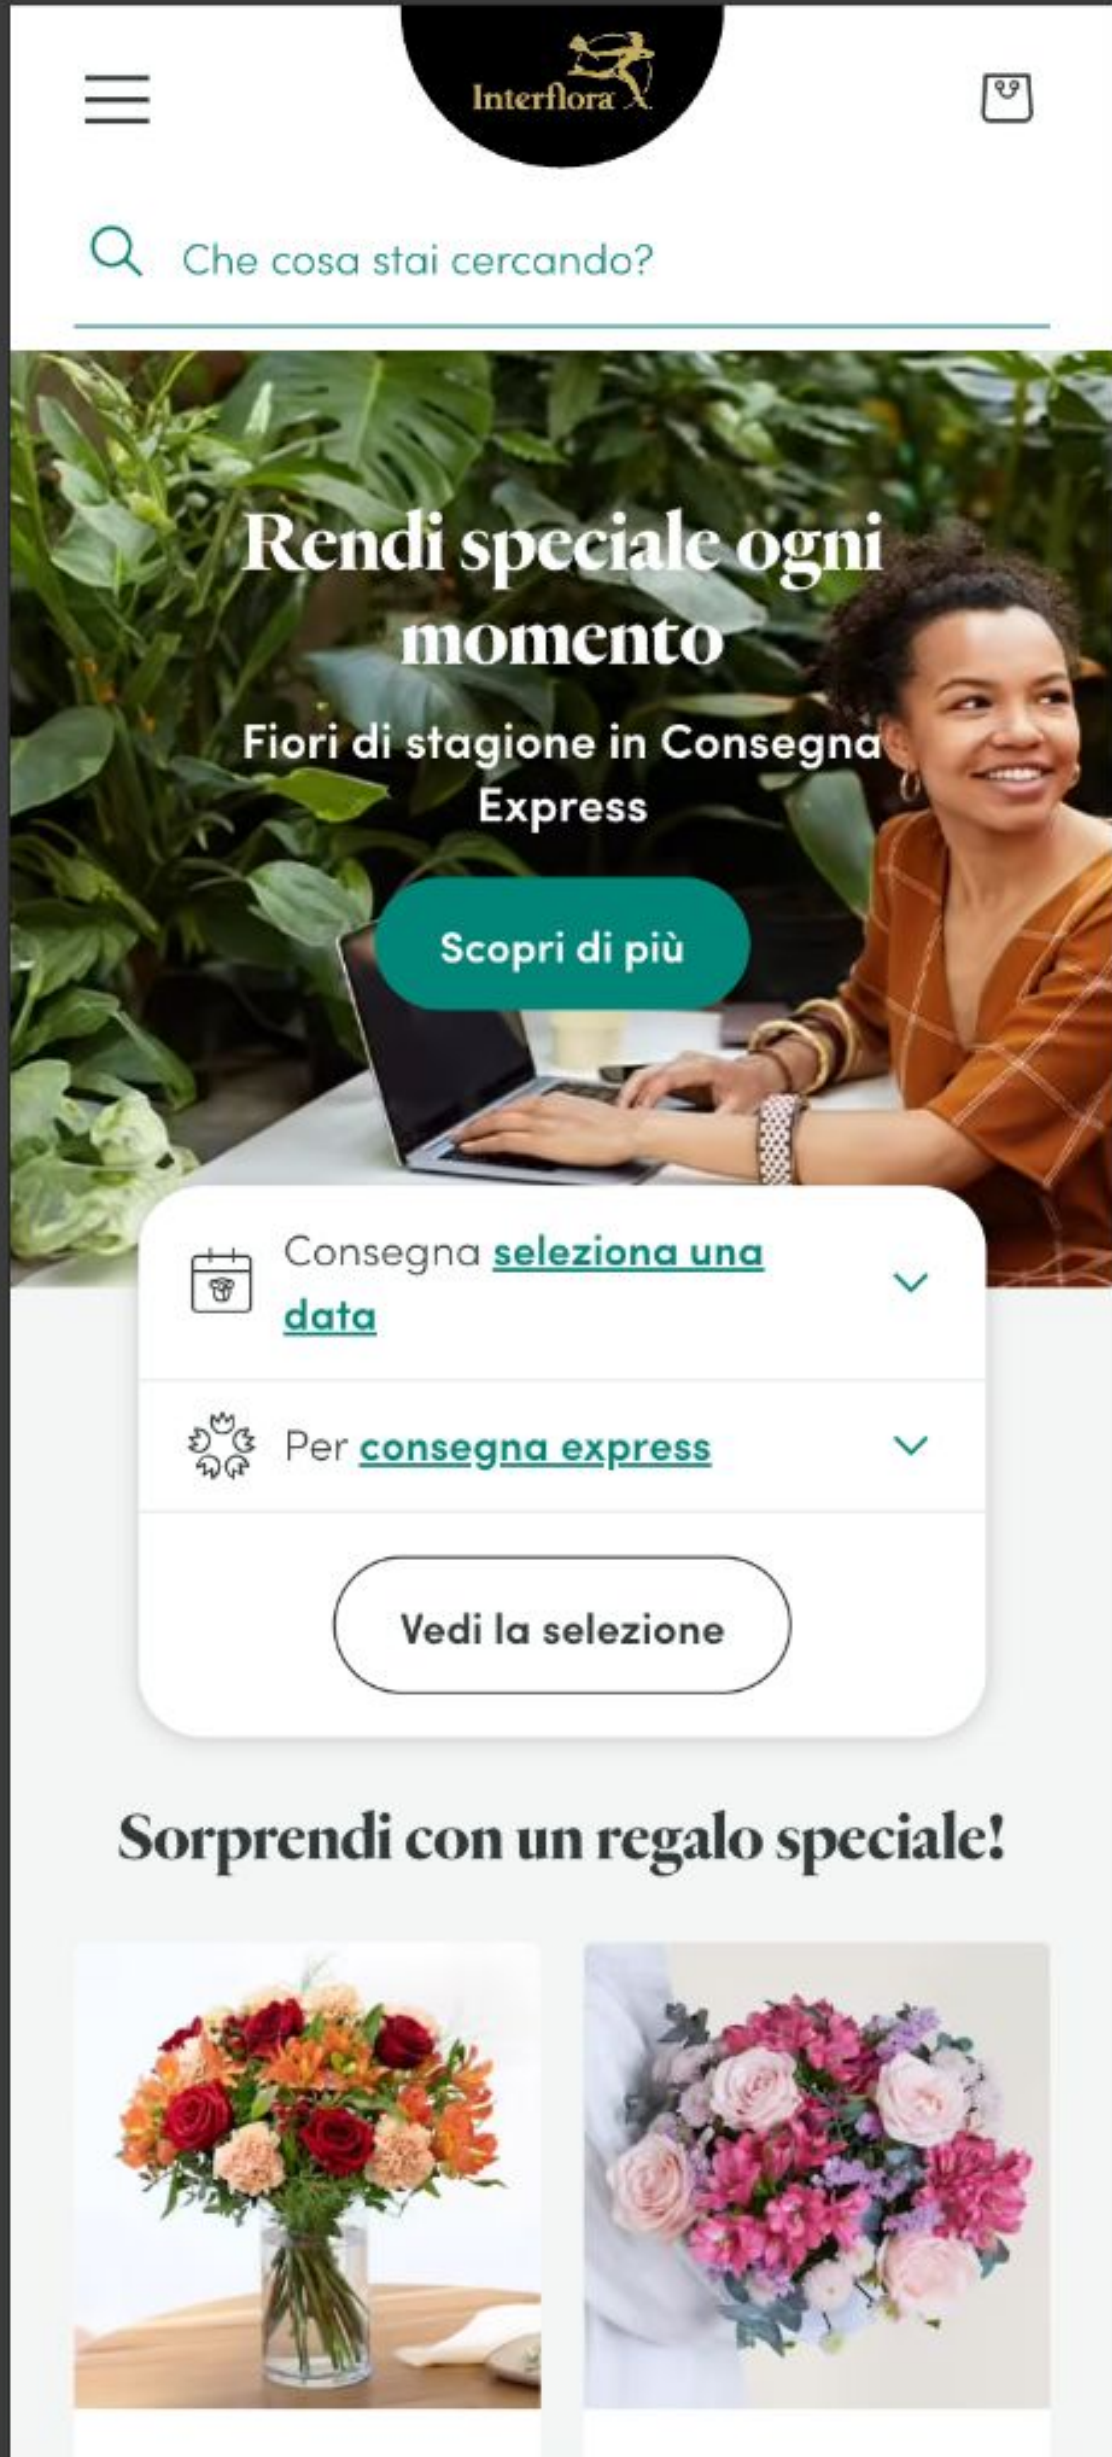 Interflora
Che cosa stai cercando?
Rendi speciale ogni
momento
Fiori di stagione in Consegna
Express
Scopri di più
Consegna seleziona una
data
Per consegna express
Vedi la selezione
Sorprendi con un regalo speciale!